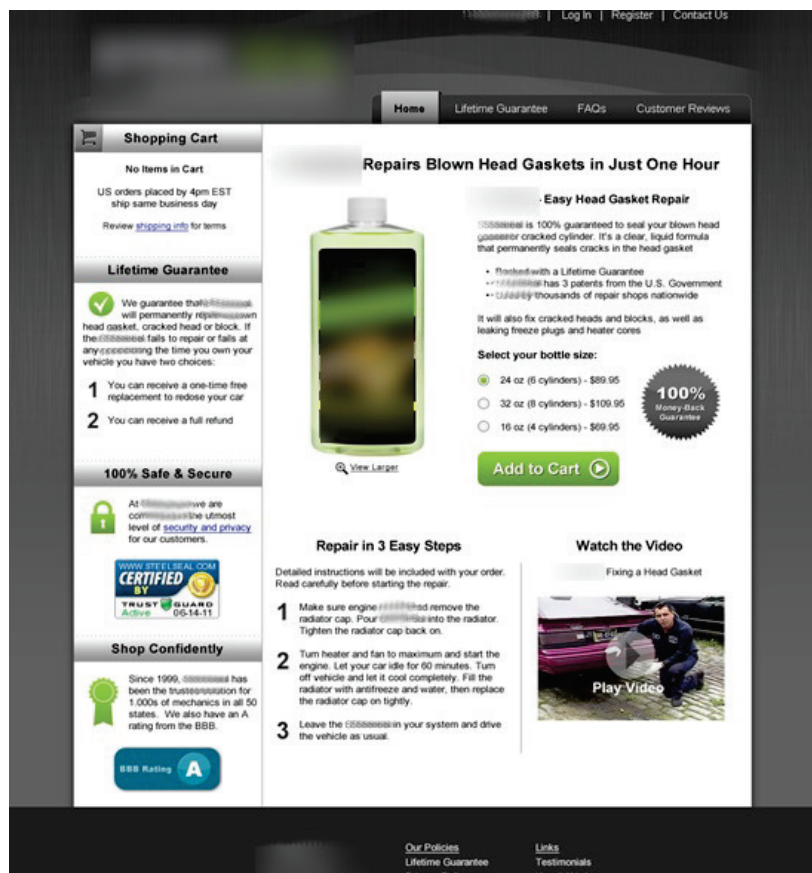 | Log In | Register | Contact Us
Home Lifetime Guarantee FAQs Customer Reviews
Shopping Cart
No Items in Cart
US orders placed by 4pm EST
ship same business day
Review shipping info for terms
Lifetime Guarantee
We guarantee that
will permanently repair blown
head gasket, cracked head or block. If
the fails to repair or fails at
any during the time you own your
vehicle you have two choices:
1 You can receive a one-time free
replacement to redose your car
2 You can receive a full refund
100% Safe & Secure
At we are
the utmost
level of security and privacy
for our customers.
WWW.STEELSEAL.COM
CERTIFIED
BY
TRUST GUARD
Active 06-14-11
Shop Confidently
Since 1999, has
been the trusted solution for
1.000s of mechanics in all 50
states. We also have an A
rating from the BBB.
BBB Rating A
Repairs Blown Head Gaskets in Just One Hour
- Easy Head Gasket Repair
is 100% guaranteed to seal your blown head
or cracked cylinder. It's a clear, liquid formula
that permanently seals cracks in the head gasket
• Backed with a Lifetime Guarantee
• has 3 patents from the U.S. Government
• Used by thousands of repair shops nationwide
It will also fix cracked heads and blocks, as well as
leaking freeze plugs and heater cores
Select your bottle size:
24 oz (6 cylinders) - $89.95
32 oz (8 cylinders) - $109.95
16 oz (4 cylinders) - $69.95
100%
Money-Back
Guarantee
Add to Cart
View Larger
Repair in 3 Easy Steps
Detailed instructions will be included with your order.
Read carefully before starting the repair.
1 Make sure engine remove the
radiator cap. Pour into the radiator.
Tighten the radiator cap back on.
2 Turn heater and fan to maximum and start the
engine. Let your car idle for 60 minutes. Turn
off vehicle and let it cool completely. Fill the
radiator with antifreeze and water, then replace
the radiator cap on tightly.
3 Leave the in your system and drive
the vehicle as usual.
Watch the Video
Fixing a Head Gasket
Play Video
Our Policies
Lifetime Guarantee
Links
Testimonials